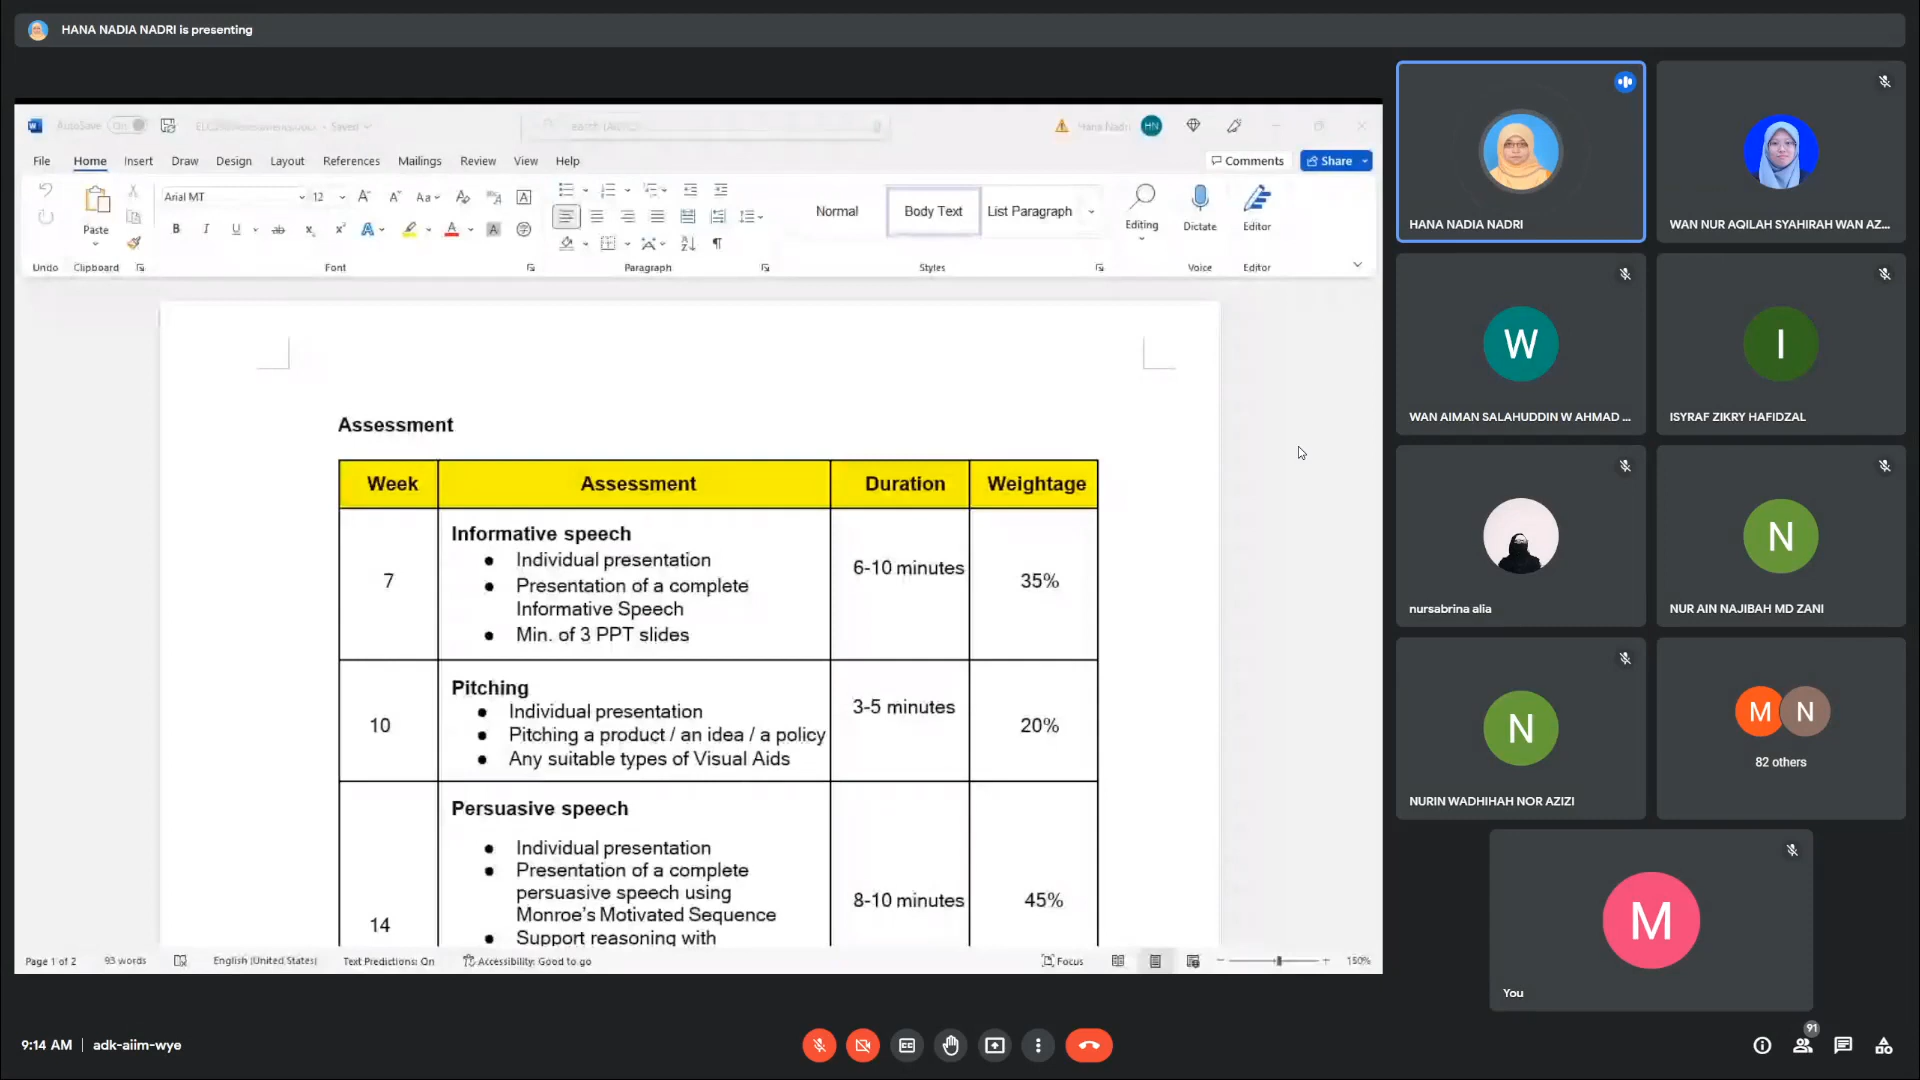 HANA NADIA NADRI is presenting
AutoSave On
Saved
Hana Nadri HN
File Home Insert Draw Design Layout References Mailings Review View Help
Comments Share
Arial MT 12
Paste
Normal Body Text List Paragraph
Editing Dictate Editor
Undo Clipboard Font Paragraph Styles Voice Editor
Assessment
Week Assessment Duration Weightage
7
Informative speech
● Individual presentation
● Presentation of a complete
Informative Speech
● Min. of 3 PPT slides
6-10 minutes
35%
10
Pitching
● Individual presentation
● Pitching a product / an idea / a policy
● Any suitable types of Visual Aids
3-5 minutes
20%
14
Persuasive speech
● Individual presentation
● Presentation of a complete
persuasive speech using
Monroe's Motivated Sequence
● Support reasoning with
8-10 minutes
45%
Page 1 of 2 93 words English (United States) Text Predictions: On Accessibility: Good to go Focus 150%
HANA NADIA NADRI
WAN NUR AQILAH SYAHIRAH WAN AZ...
W
WAN AIMAN SALAHUDDIN W AHMAD ...
I
ISYRAF ZIKRY HAFIDZAL
nursabrina alia
N
NUR AIN NAJIBAH MD ZANI
N
NURIN WADHIHAH NOR AZIZI
M N
82 others
M
You
9:14 AM | adk-aiim-wye
91